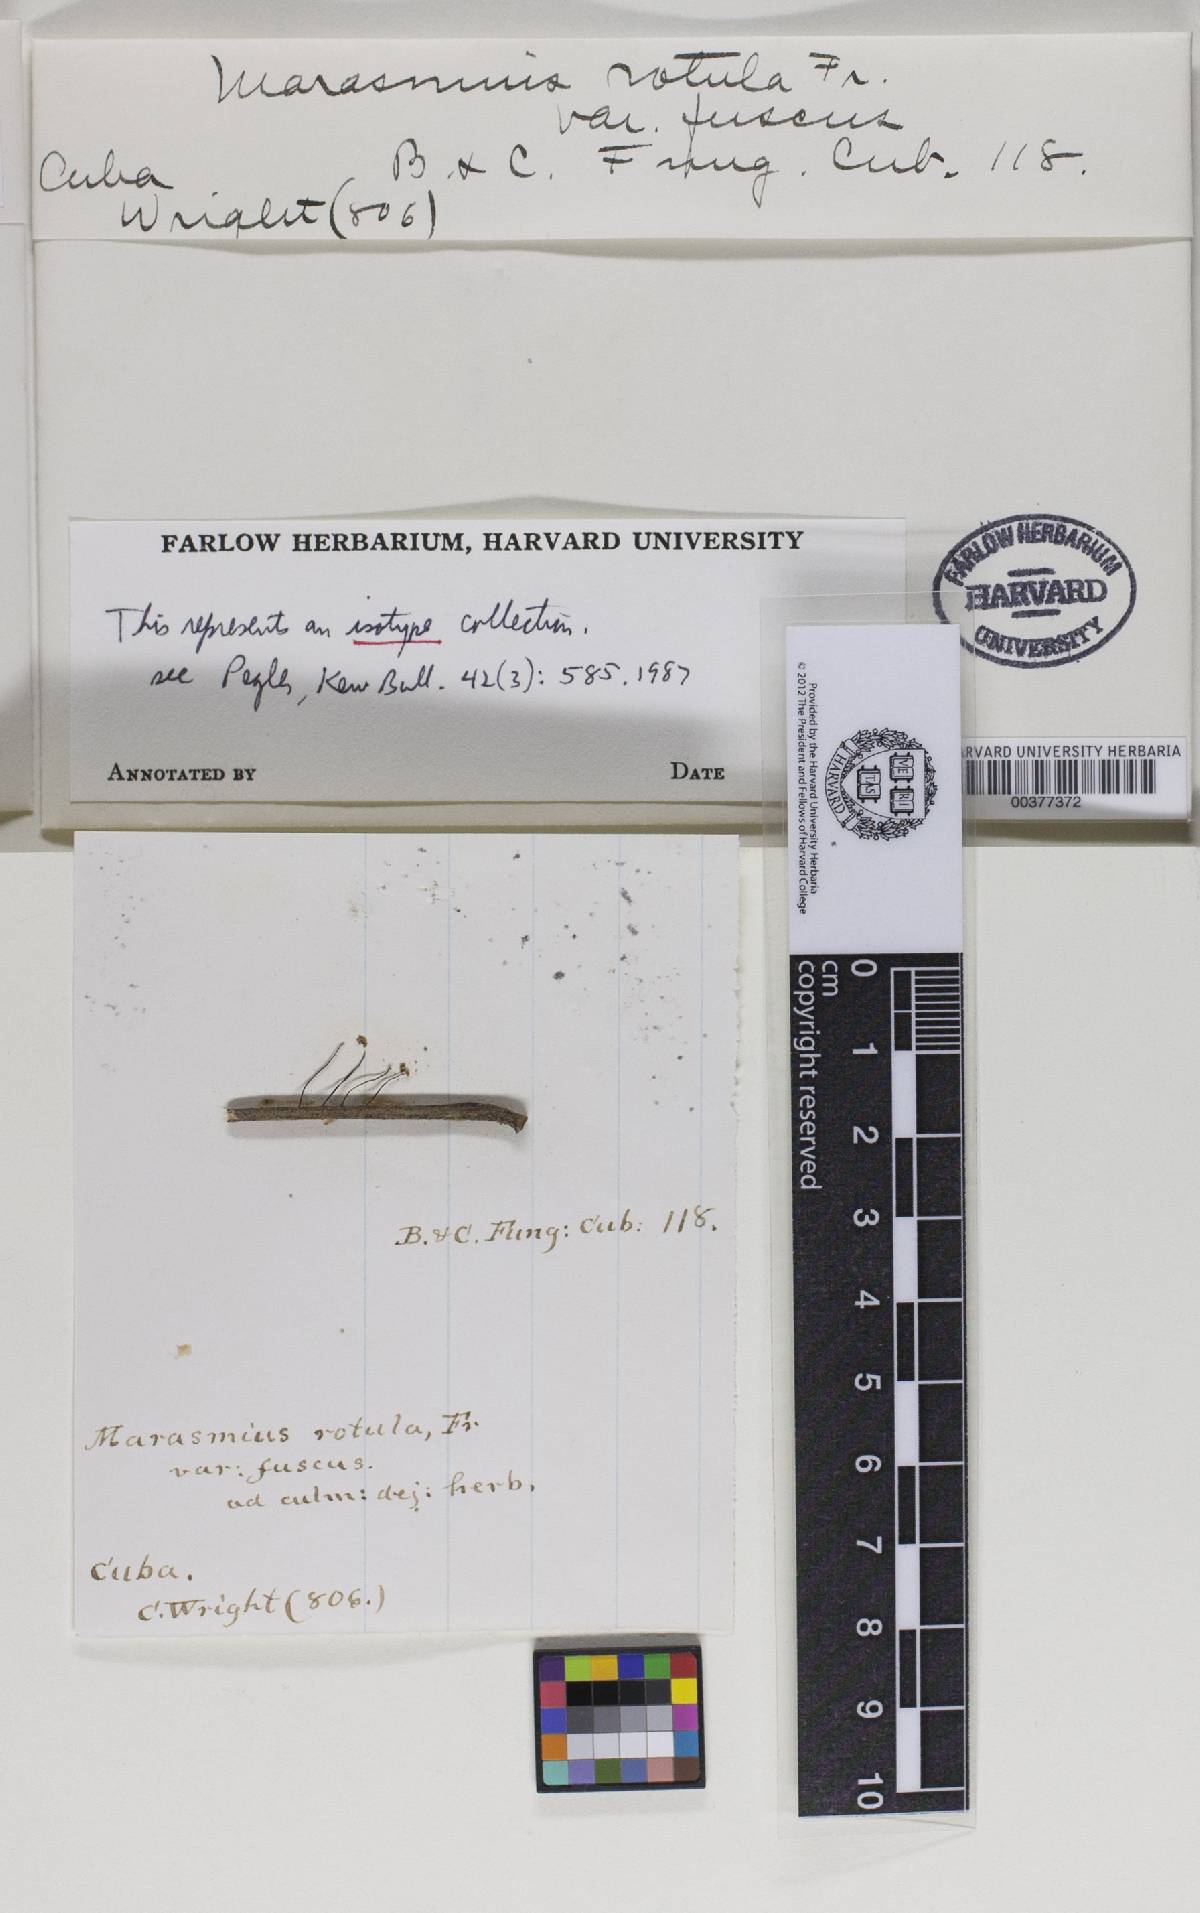 Marasmius rotula Fr.
var. fuscus
B. & C. Fung. Cub. 118.
Cuba
Wright (806)
FARLOW HERBARIUM, HARVARD UNIVERSITY
This represents an isotype collection.
see Pegler, Kew Bull. 42(3): 585. 1987
ANNOTATED BY
DATE
FARLOW HERBARIUM
HARVARD
UNIVERSITY
ARVARD UNIVERSITY HERBARIA
00377372
Provided by the Harvard University Herbaria
© 2012 The President and Fellows of Harvard College
HARVARD
VE RI TAS
cm
copyright reserved
0
1
2
3
4
5
6
7
8
9
10
B. & C. Fung: Cub: 118.
Marasmius rotula, Fr
var: fuscus.
ad culm: dej: herb.
Cuba.
C. Wright (806.)